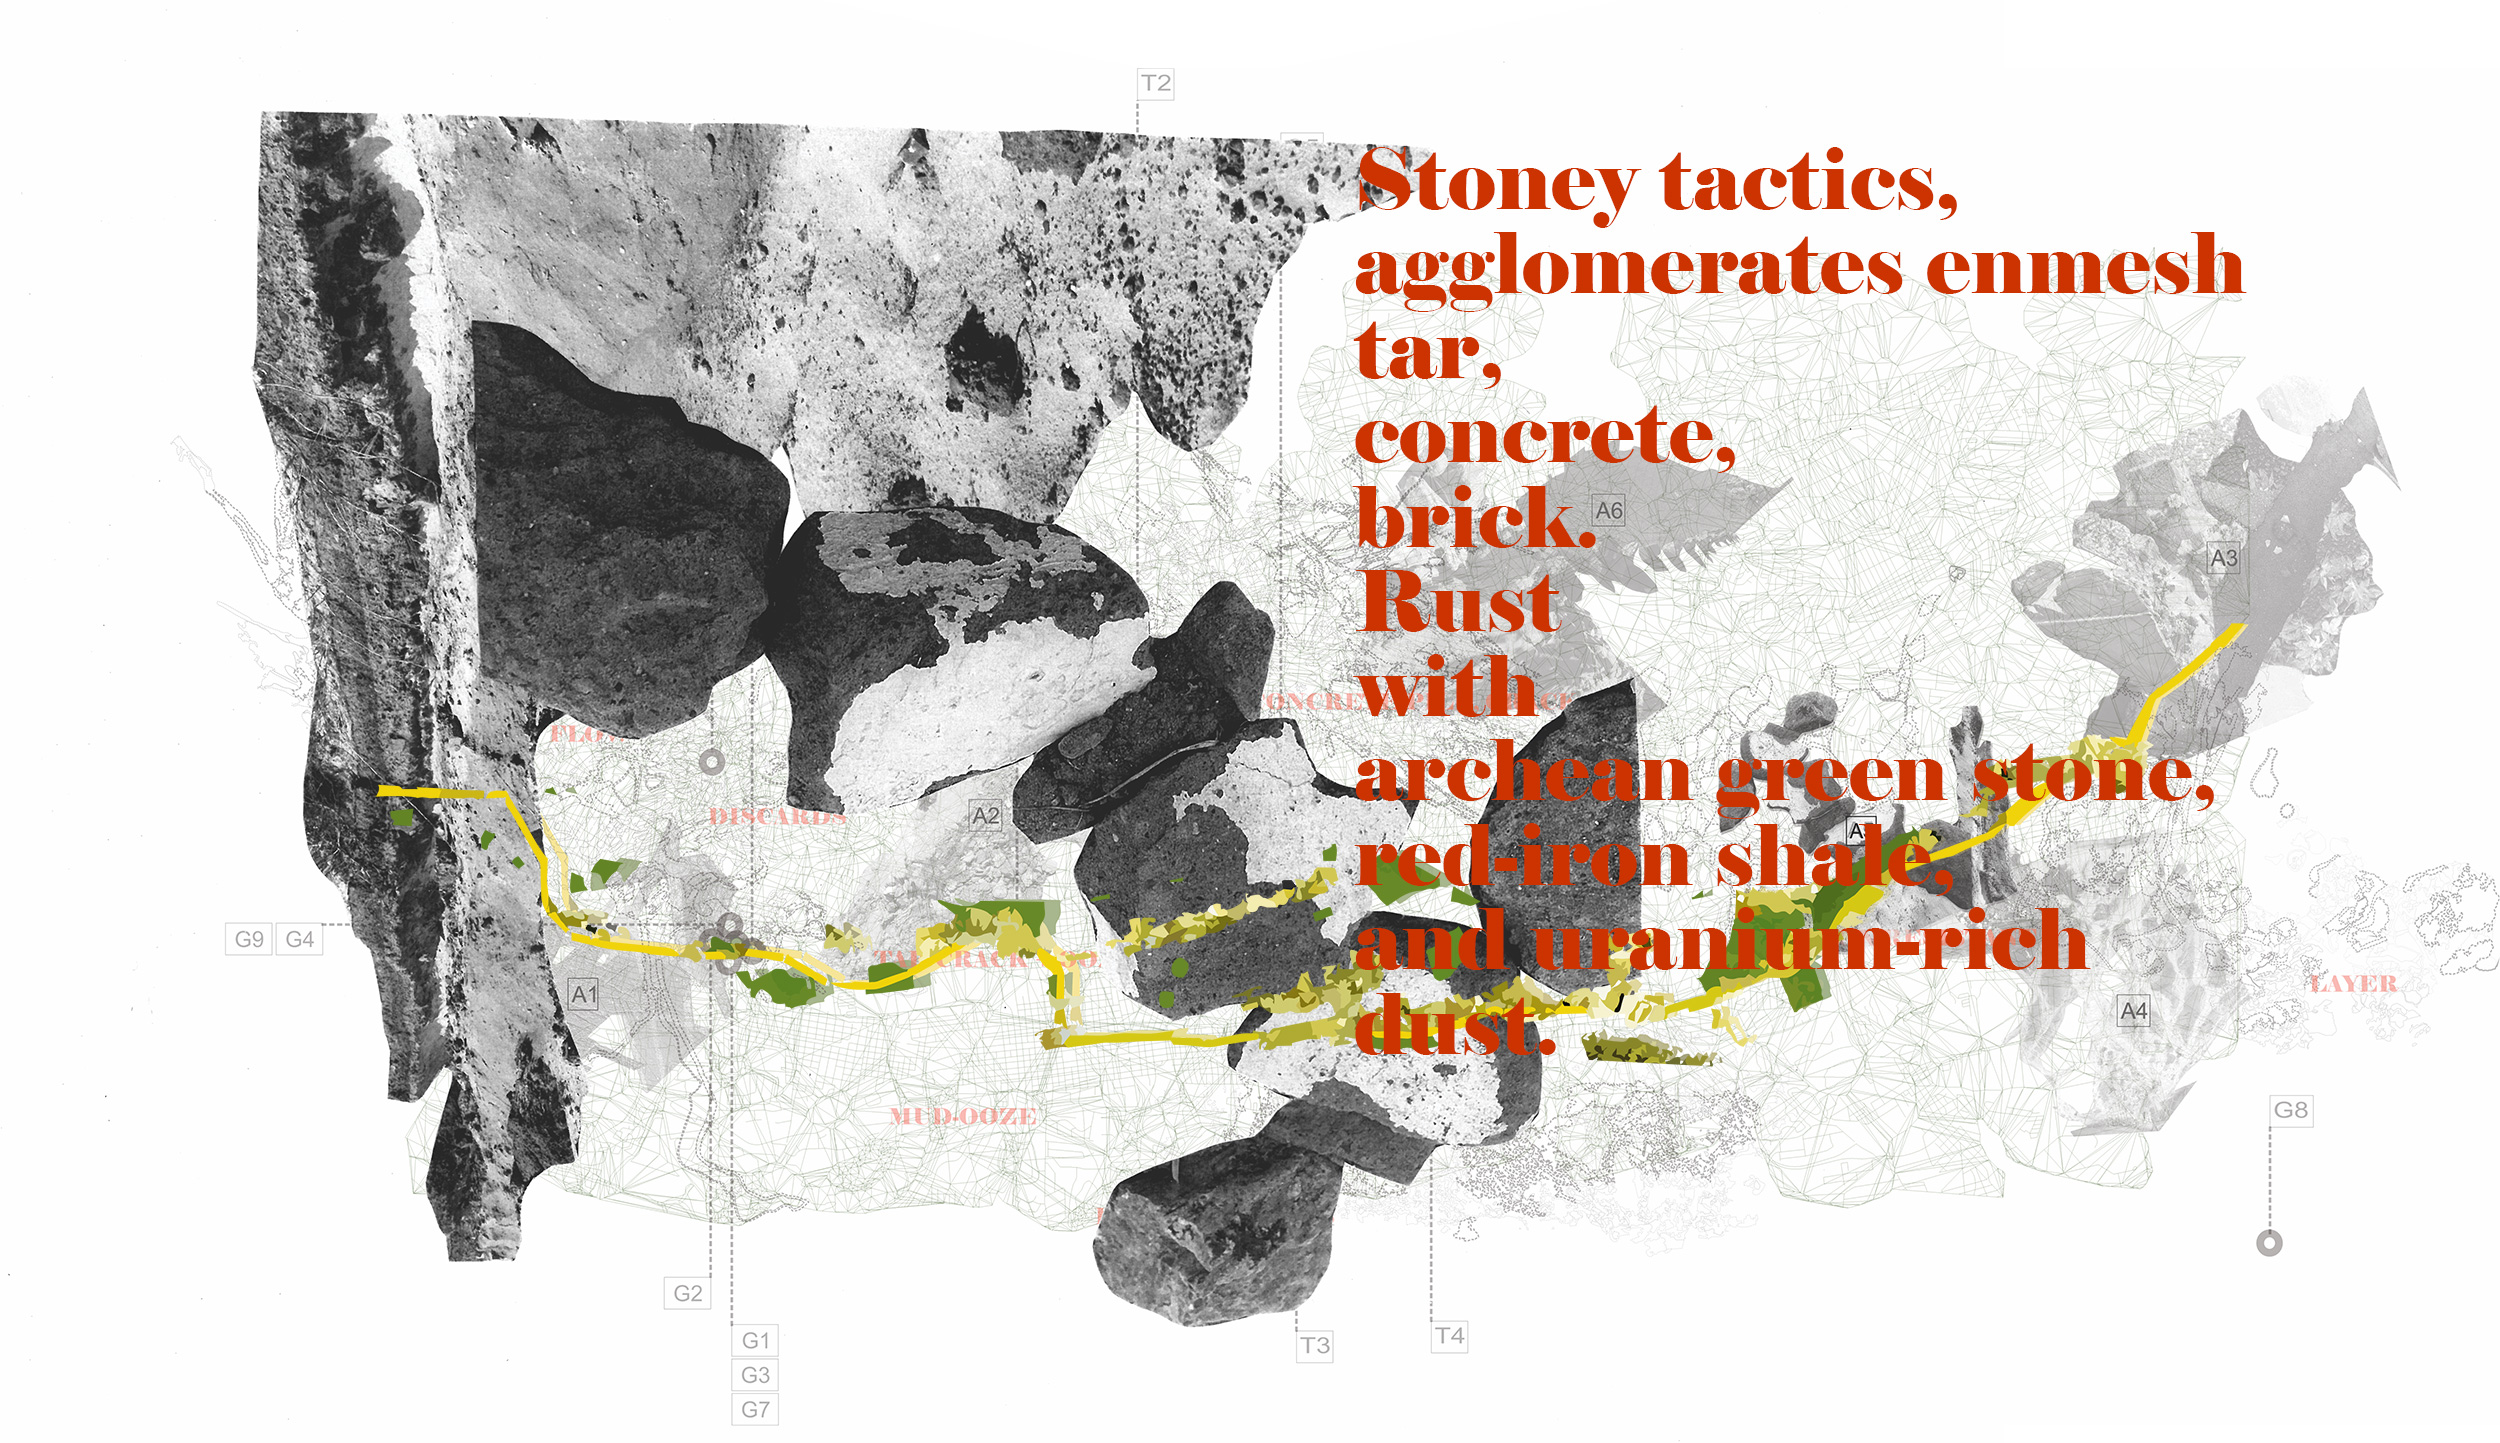 T2
Stoney tactics,
agglomerates enmesh
tar,
concrete,
brick.
Rust
with
archean green stone,
red-iron shale,
and uranium-rich
dust.
A6
A3
DISCARDS
A2
G9 G4
TAR CRACK
A1
LAYER
A4
MUD-OOZE
G8
G2
G1
G3
G7
T3
T4